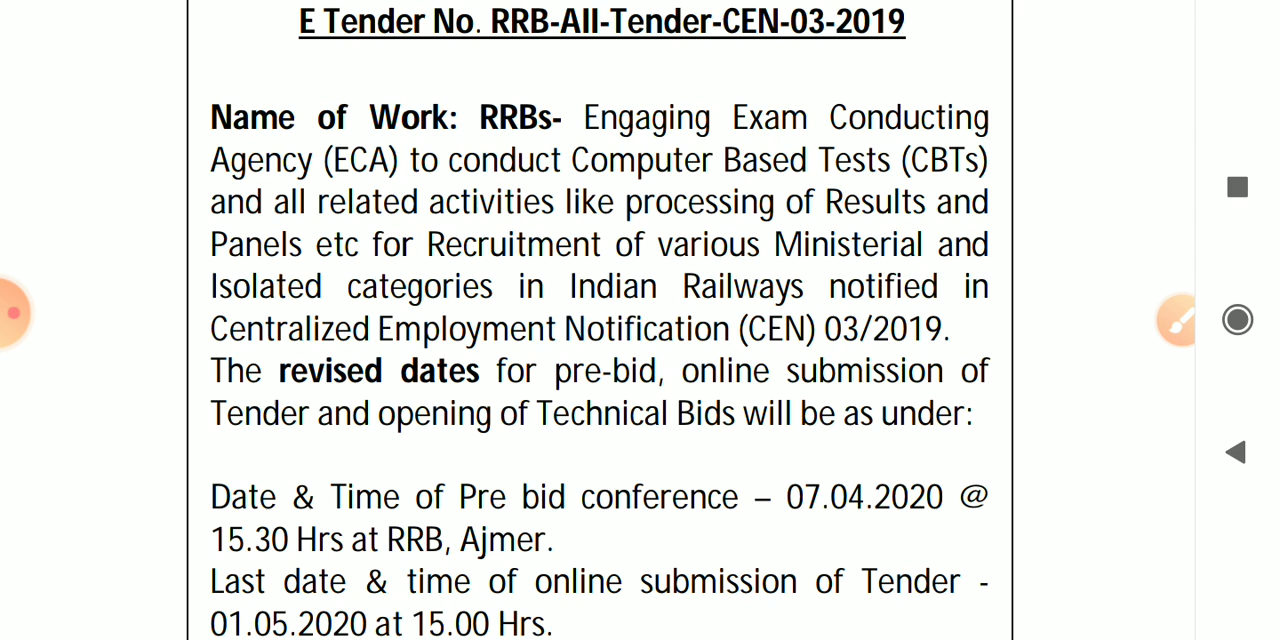 E Tender No. RRB-All-Tender-CEN-03-2019
Name of Work: RRBs- Engaging Exam Conducting
Agency (ECA) to conduct Computer Based Tests (CBTs)
and all related activities like processing of Results and
Panels etc for Recruitment of various Ministerial and
Isolated categories in Indian Railways notified in
Centralized Employment Notification (CEN) 03/2019.
The revised dates for pre-bid, online submission of
Tender and opening of Technical Bids will be as under:
Date & Time of Pre bid conference – 07.04.2020 @
15.30 Hrs at RRB, Ajmer.
Last date & time of online submission of Tender -
01.05.2020 at 15.00 Hrs.